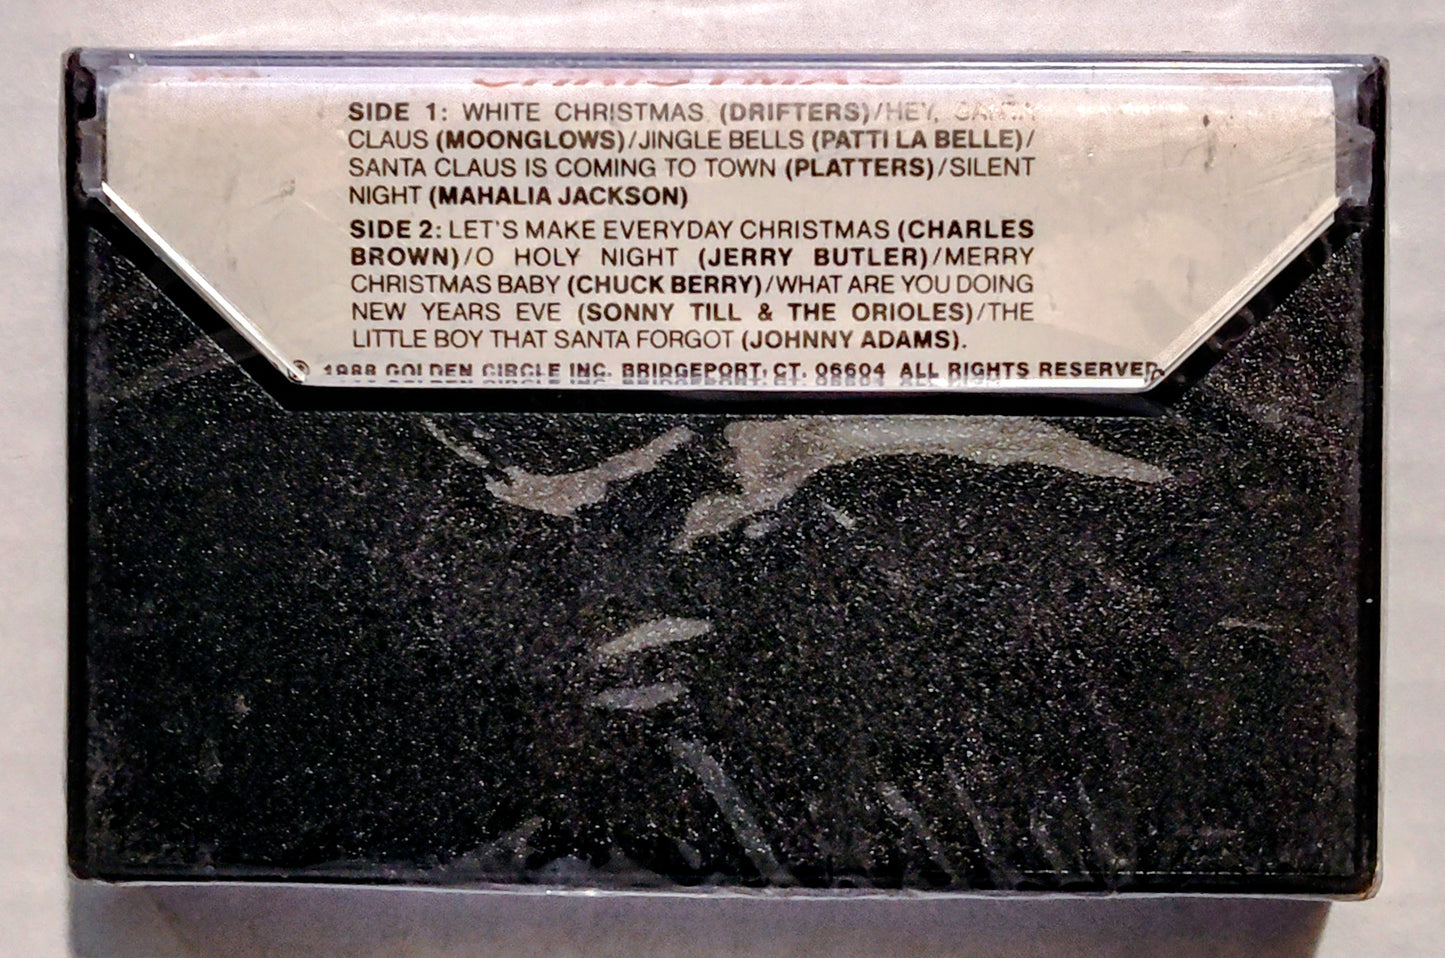 CHRISTMAS
SIDE 1: WHITE CHRISTMAS (DRIFTERS)/HEY, SANTA
CLAUS (MOONGLOWS)/JINGLE BELLS (PATTI LA BELLE)/
SANTA CLAUS IS COMING TO TOWN (PLATTERS)/SILENT
NIGHT (MAHALIA JACKSON)
SIDE 2: LET'S MAKE EVERYDAY CHRISTMAS (CHARLES
BROWN)/O HOLY NIGHT (JERRY BUTLER)/MERRY
CHRISTMAS BABY (CHUCK BERRY)/WHAT ARE YOU DOING
NEW YEARS EVE (SONNY TILL & THE ORIOLES)/THE
LITTLE BOY THAT SANTA FORGOT (JOHNNY ADAMS).
℗ 1988 GOLDEN CIRCLE INC. BRIDGEPORT, CT. 06604 ALL RIGHTS RESERVED